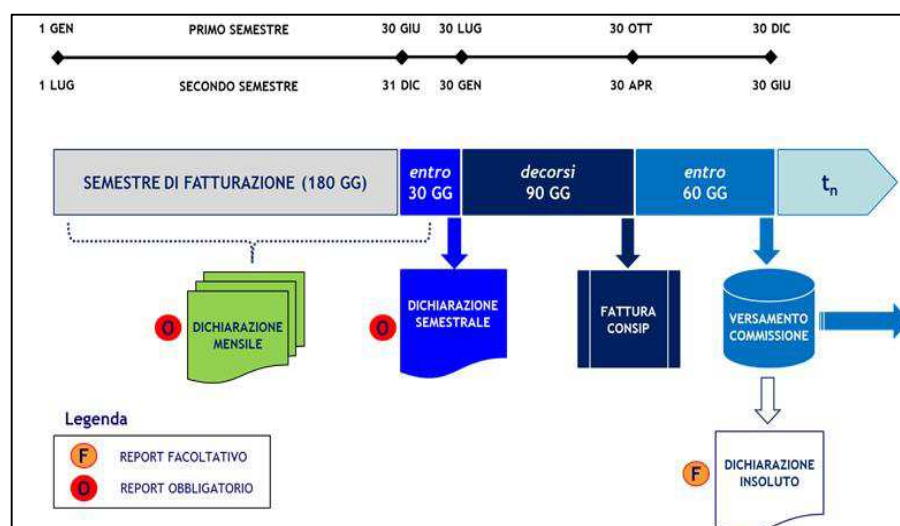 1 GEN PRIMO SEMESTRE 30 GIU 30 LUG 30 OTT 30 DIC
1 LUG SECONDO SEMESTRE 31 DIC 30 GEN 30 APR 30 GIU
SEMESTRE DI FATTURAZIONE (180 GG)
entro
30 GG
decorsi
90 GG
entro
60 GG
tn
O
DICHIARAZIONE
MENSILE
O
DICHIARAZIONE
SEMESTRALE
FATTURA
CONSIP
VERSAMENTO
COMMISSIONE
Legenda
F REPORT FACOLTATIVO
O REPORT OBBLIGATORIO
F
DICHIARAZIONE
INSOLUTO